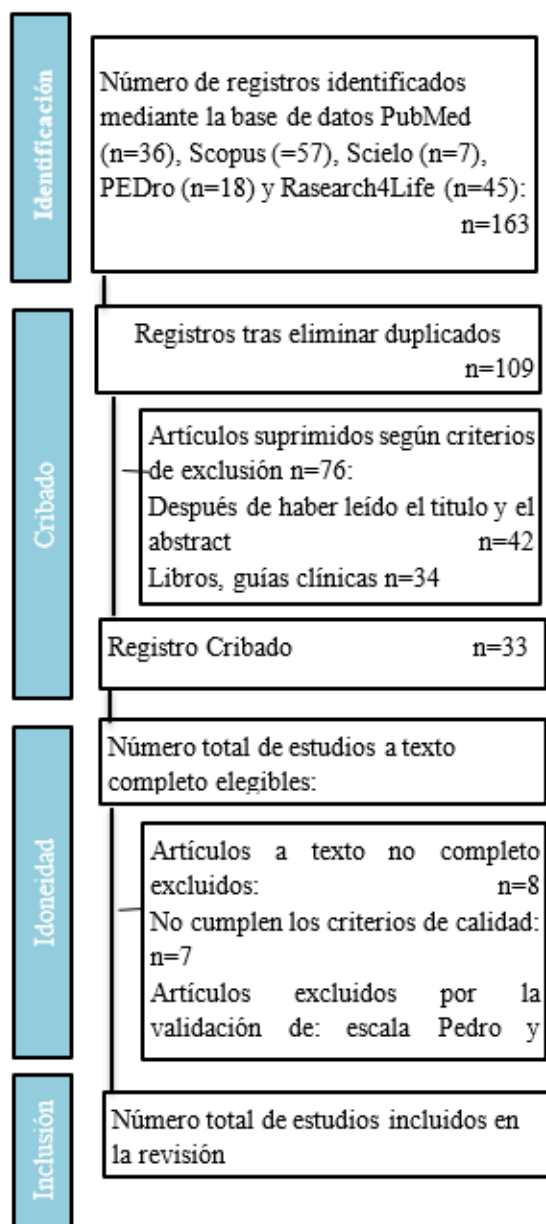 Identificación
Número de registros identificados
mediante la base de datos PubMed
(n=36), Scopus (=57), Scielo (n=7),
PEDro (n=18) y Rasearch4Life (n=45):
n=163
Cribado
Registros tras eliminar duplicados
n=109
Artículos suprimidos según criterios
de exclusión n=76:
Después de haber leído el titulo y el
abstract n=42
Libros, guías clínicas n=34
Registro Cribado n=33
Idoneidad
Número total de estudios a texto
completo elegibles:
Artículos a texto no completo
excluidos: n=8
No cumplen los criterios de calidad:
n=7
Artículos excluidos por la
validación de: escala Pedro y
Inclusión
Número total de estudios incluidos en
la revisión